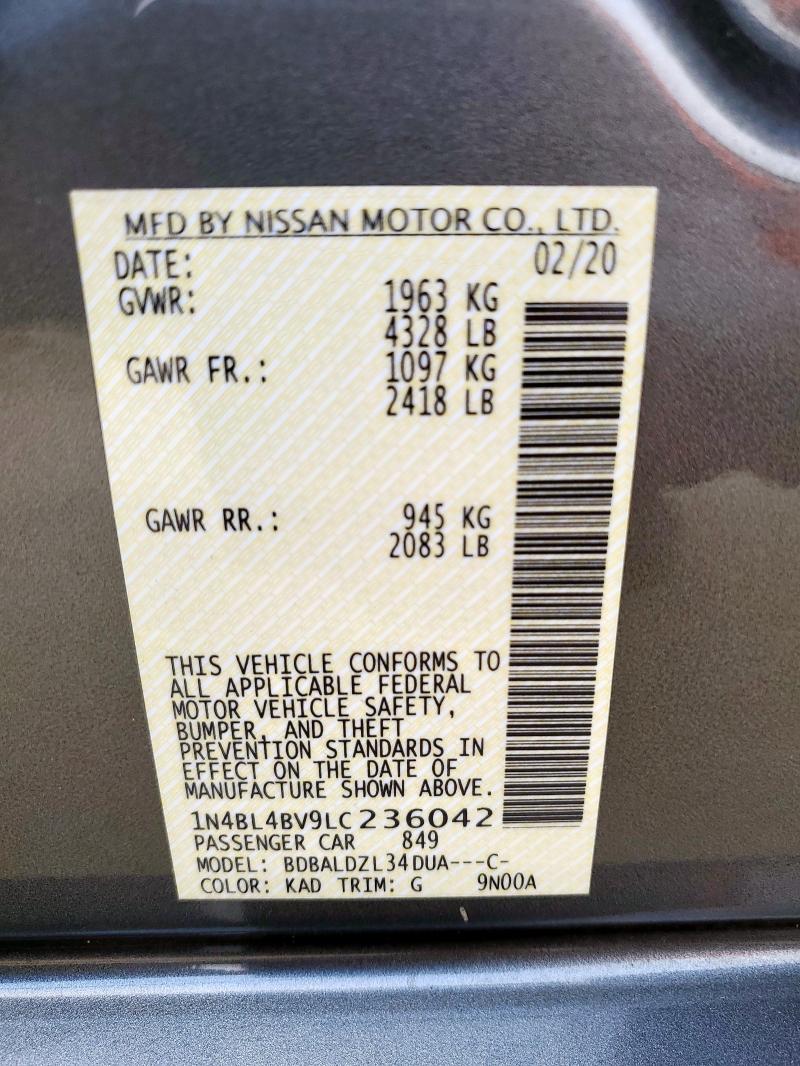 MFD BY NISSAN MOTOR CO., LTD.
DATE: 02/20
GVWR: 1963 KG
4328 LB
GAWR FR.: 1097 KG
2418 LB
GAWR RR.: 945 KG
2083 LB
THIS VEHICLE CONFORMS TO
ALL APPLICABLE FEDERAL
MOTOR VEHICLE SAFETY,
BUMPER, AND THEFT
PREVENTION STANDARDS IN
EFFECT ON THE DATE OF
MANUFACTURE SHOWN ABOVE.
1N4BL4BV9LC236042
PASSENGER CAR 849
MODEL: BDBALDZL34DUA---C-
COLOR: KAD TRIM: G 9N00A